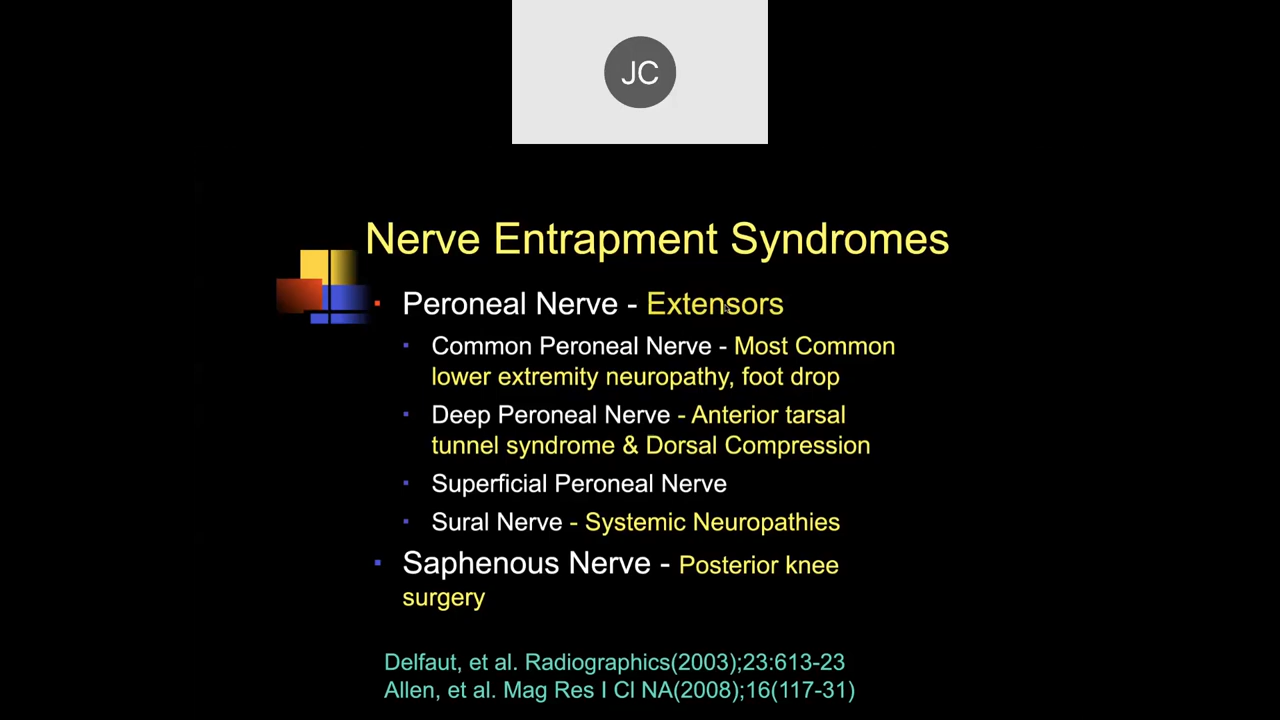 JC
Nerve Entrapment Syndromes
Peroneal Nerve - Extensors
Common Peroneal Nerve - Most Common
lower extremity neuropathy, foot drop
Deep Peroneal Nerve - Anterior tarsal
tunnel syndrome & Dorsal Compression
Superficial Peroneal Nerve
Sural Nerve - Systemic Neuropathies
Saphenous Nerve - Posterior knee
surgery
Delfaut, et al. Radiographics(2003);23:613-23
Allen, et al. Mag Res I Cl NA(2008);16(117-31)